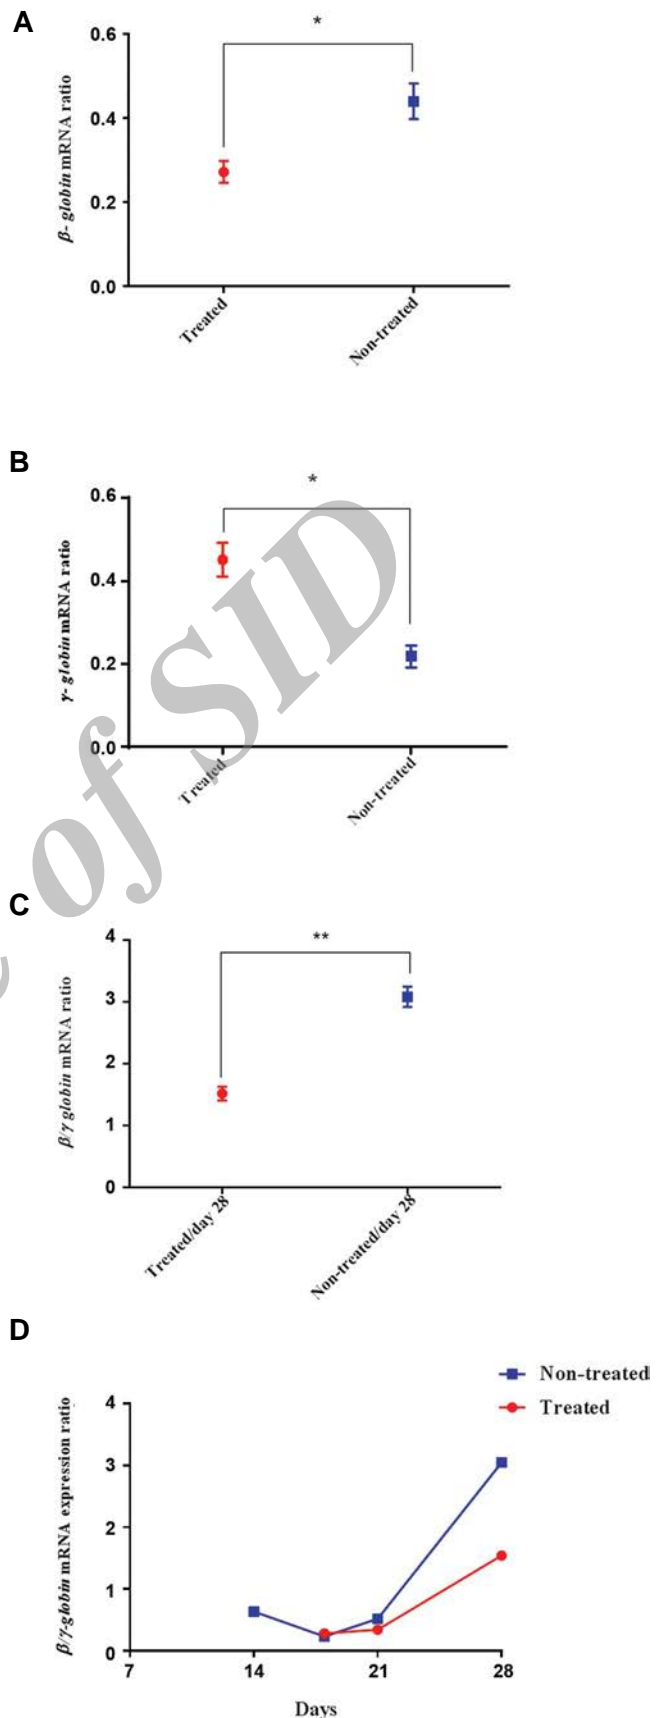 A
*
0.6
0.4
0.2
0.0
β- globin mRNA ratio
Treated
Non-treated
B
*
0.6
0.4
0.2
0.0
γ- globin mRNA ratio
Treated
Non-treated
of SID
C
**
4
3
2
1
0
β/γ globin mRNA ratio
Treated/day 28
Non-treated/day 28
D
Non-treated
Treated
4
3
2
1
0
β/γ-globin mRNA expression ratio
7 14 21 28
Days